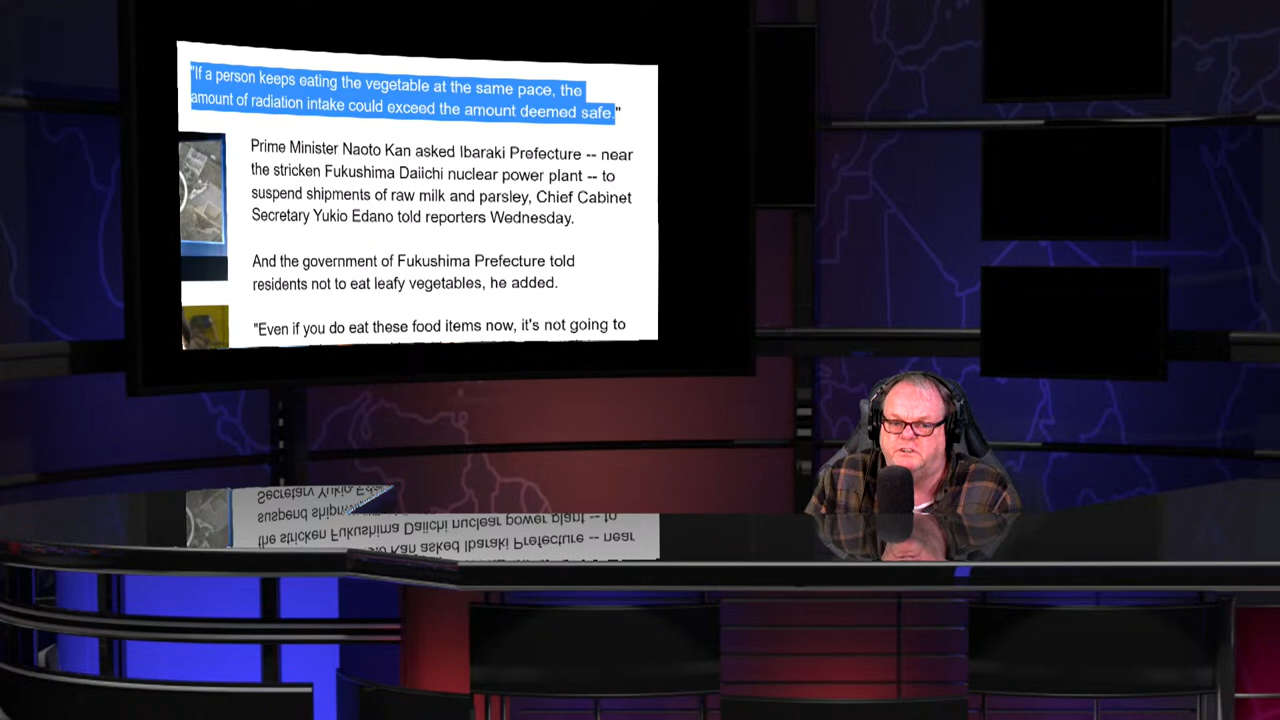 "If a person keeps eating the vegetable at the same pace, the
amount of radiation intake could exceed the amount deemed safe."
Prime Minister Naoto Kan asked Ibaraki Prefecture -- near
the stricken Fukushima Daiichi nuclear power plant -- to
suspend shipments of raw milk and parsley, Chief Cabinet
Secretary Yukio Edano told reporters Wednesday.
And the government of Fukushima Prefecture told
residents not to eat leafy vegetables, he added.
"Even if you do eat these food items now, it's not going to